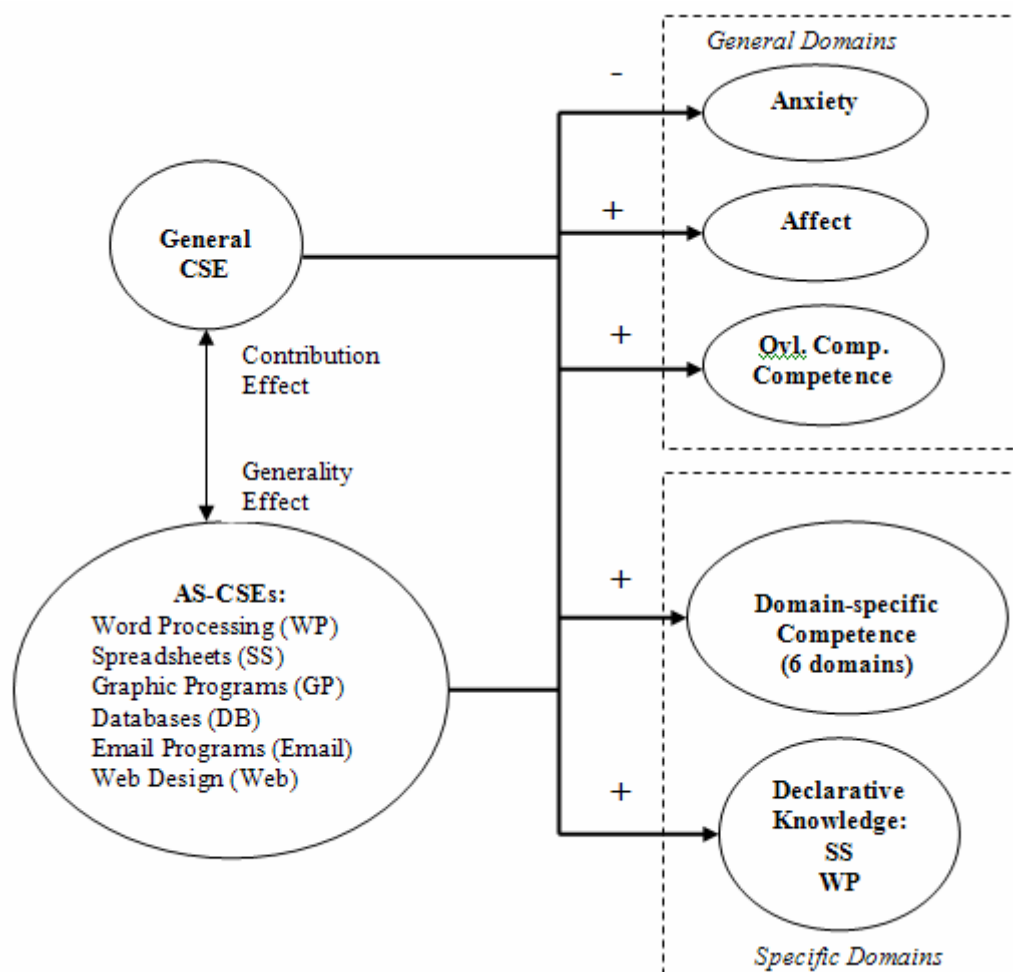 General Domains
-
Anxiety
+
Affect
General
CSE
+
Ovl. Comp.
Competence
Contribution
Effect
Generality
Effect
AS-CSEs:
Word Processing (WP)
Spreadsheets (SS)
Graphic Programs (GP)
Databases (DB)
Email Programs (Email)
Web Design (Web)
+
Domain-specific
Competence
(6 domains)
+
Declarative
Knowledge:
SS
WP
Specific Domains